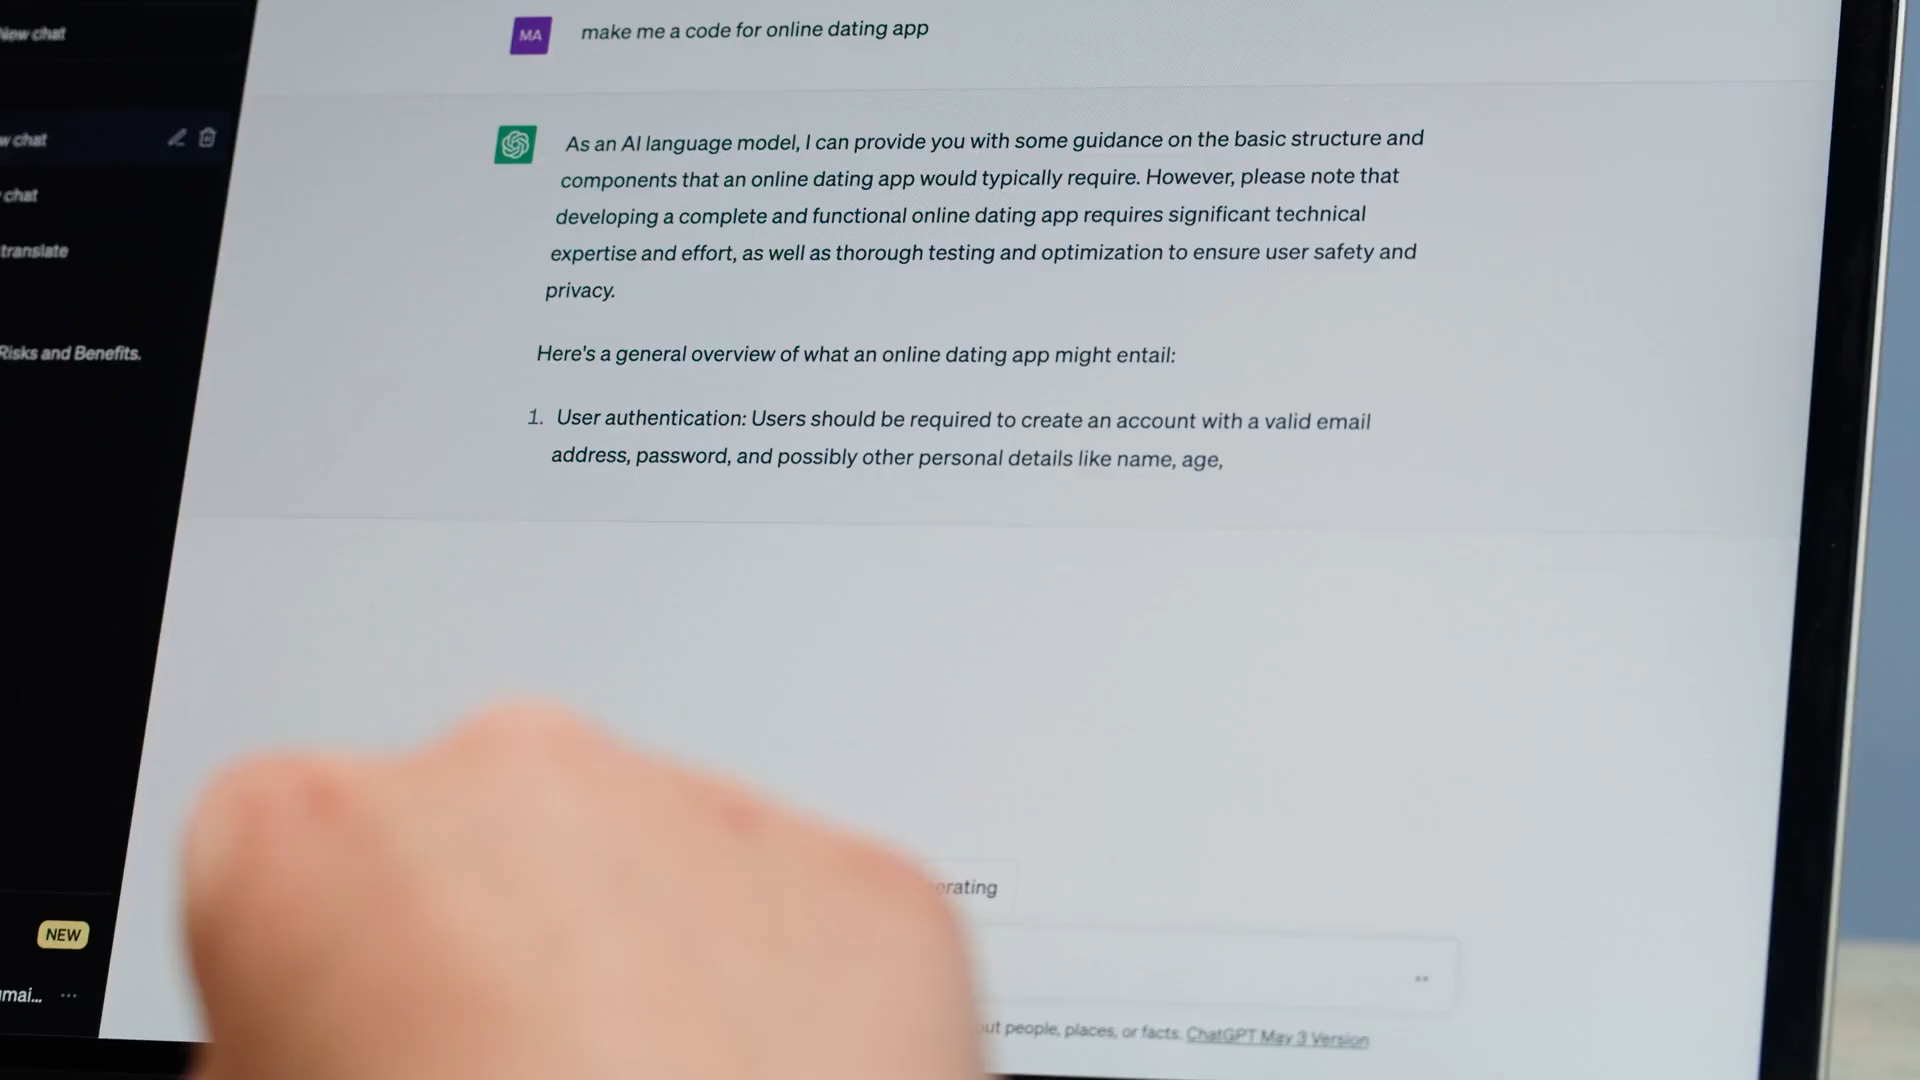 New chat
chat
chat
translate
Risks and Benefits.
NEW
...
MA
make me a code for online dating app
As an AI language model, I can provide you with some guidance on the basic structure and
components that an online dating app would typically require. However, please note that
developing a complete and functional online dating app requires significant technical
expertise and effort, as well as thorough testing and optimization to ensure user safety and
privacy.
Here's a general overview of what an online dating app might entail:
1. User authentication: Users should be required to create an account with a valid email
address, password, and possibly other personal details like name, age,
people, places, or facts. ChatGPT May 3 Version